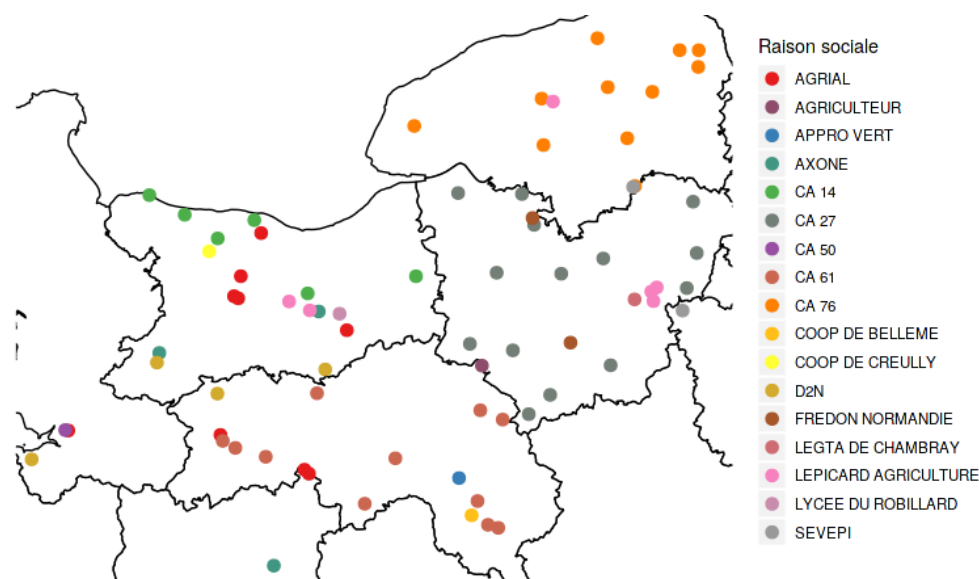 Raison sociale
AGRIAL
AGRICULTEUR
APPRO VERT
AXONE
CA 14
CA 27
CA 50
CA 61
CA 76
COOP DE BELLEME
COOP DE CREULLY
D2N
FREDON NORMANDIE
LEGTA DE CHAMBRAY
LEPICARD AGRICULTURE
LYCEE DU ROBILLARD
SEVEPI